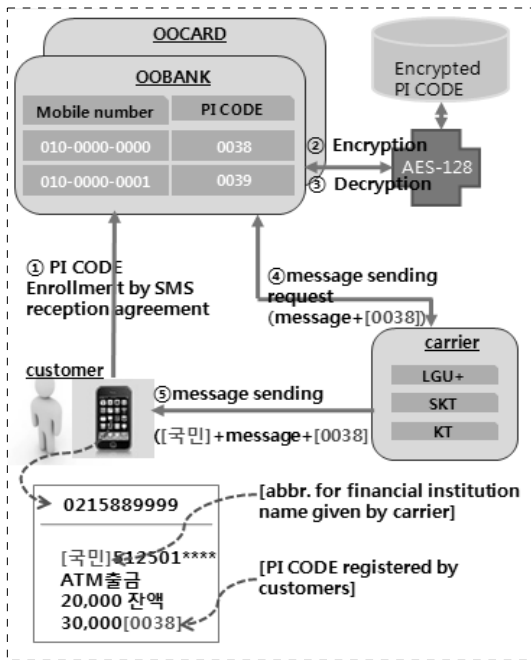 OOCARD
OOBANK
Mobile number PI CODE
010-0000-0000 0038
010-0000-0001 0039
Encrypted
PI CODE
② Encryption
③ Decryption
AES-128
① PI CODE
Enrollment by SMS
reception agreement
④message sending
request
(message+[0038])
customer
carrier
LGU+
SKT
KT
⑤message sending
([국민]+message+[0038]
0215889999
[국민]512501****
ATM출금
20,000 잔액
30,000[0038]
[abbr. for financial institution
name given by carrier]
[PI CODE registered by
customers]